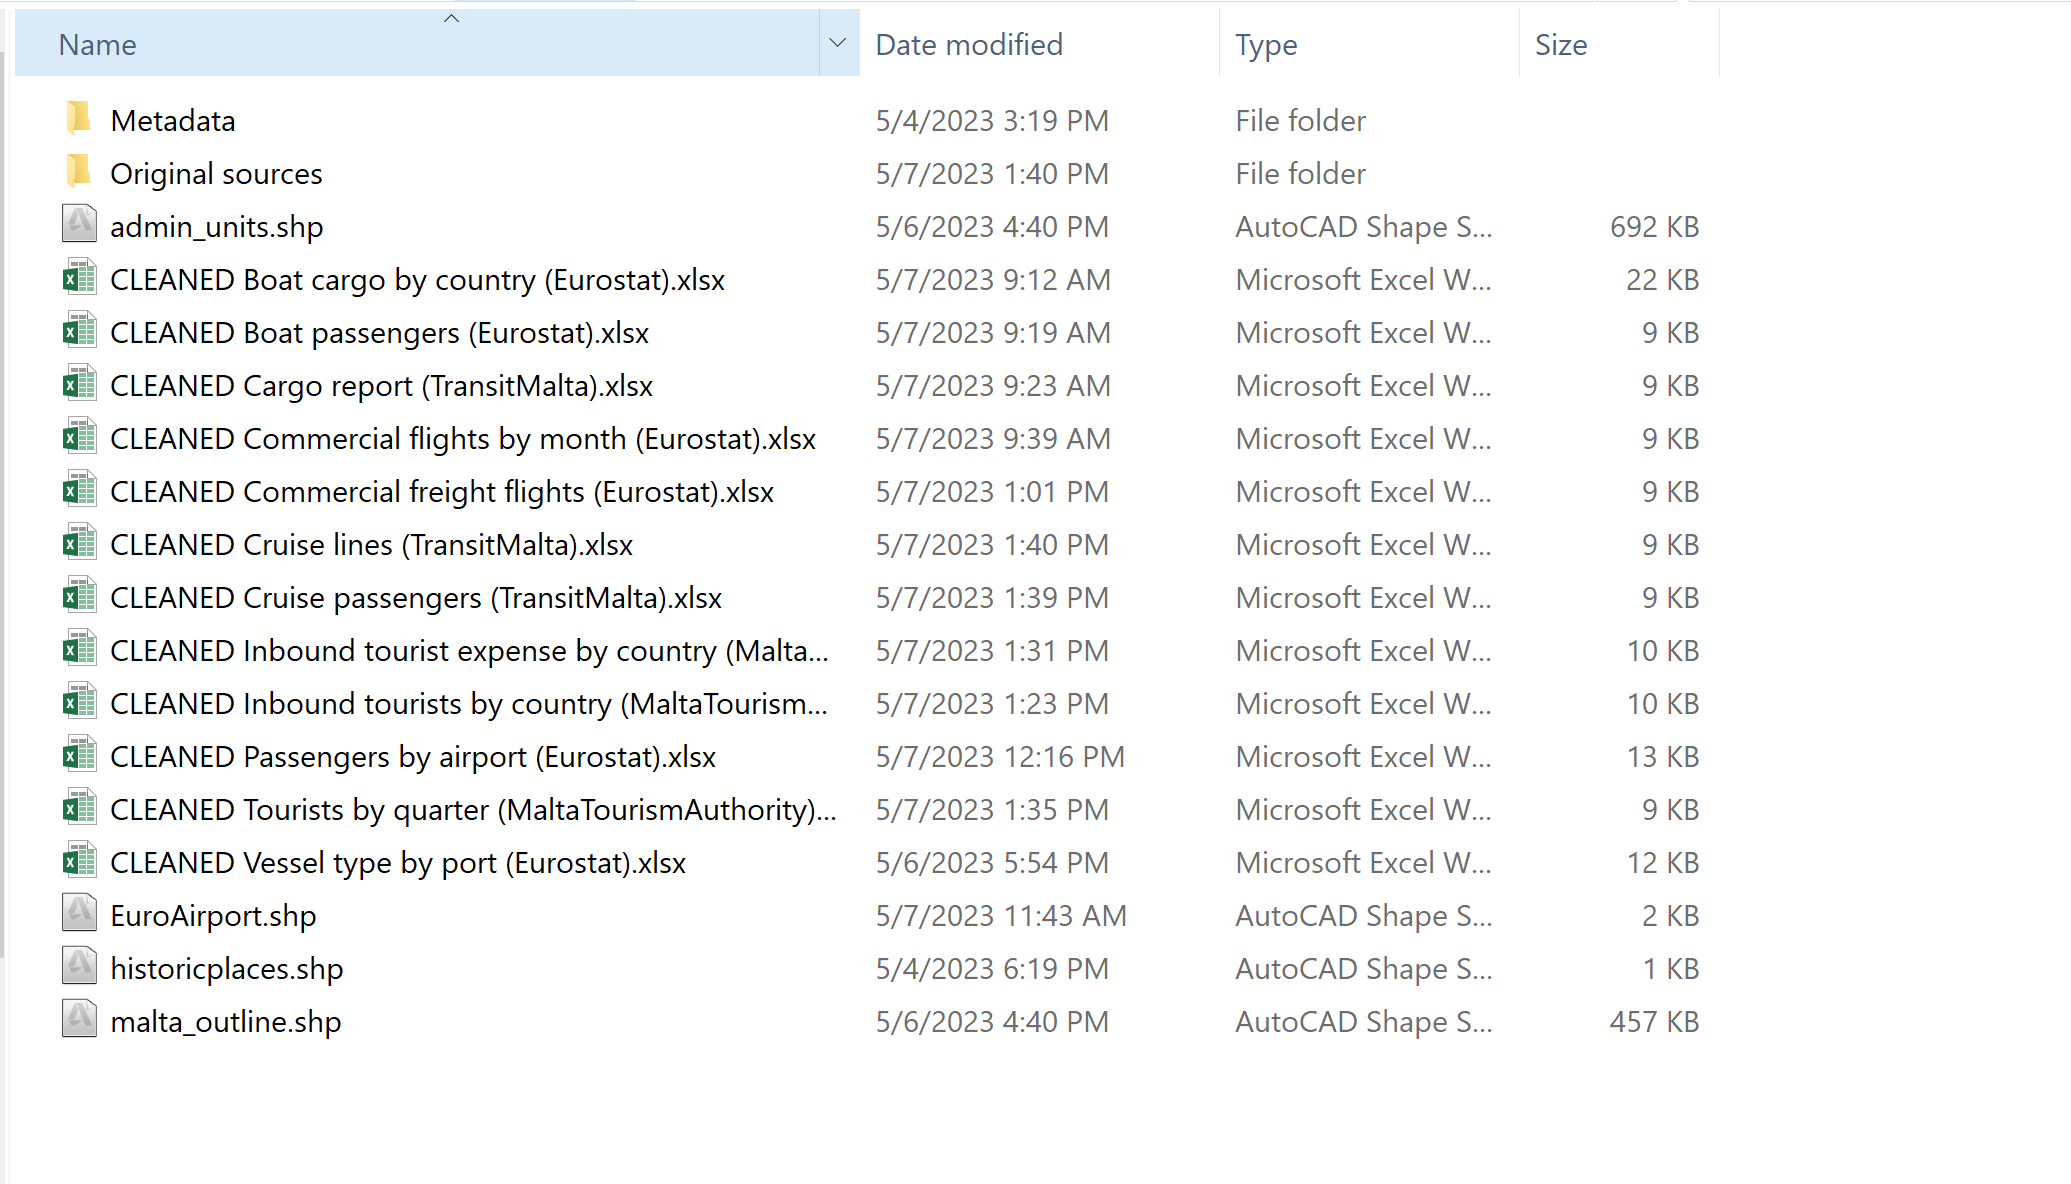 Name Date modified Type Size
Metadata 5/4/2023 3:19 PM File folder
Original sources 5/7/2023 1:40 PM File folder
admin_units.shp 5/6/2023 4:40 PM AutoCAD Shape S... 692 KB
CLEANED Boat cargo by country (Eurostat).xlsx 5/7/2023 9:12 AM Microsoft Excel W... 22 KB
CLEANED Boat passengers (Eurostat).xlsx 5/7/2023 9:19 AM Microsoft Excel W... 9 KB
CLEANED Cargo report (TransitMalta).xlsx 5/7/2023 9:23 AM Microsoft Excel W... 9 KB
CLEANED Commercial flights by month (Eurostat).xlsx 5/7/2023 9:39 AM Microsoft Excel W... 9 KB
CLEANED Commercial freight flights (Eurostat).xlsx 5/7/2023 1:01 PM Microsoft Excel W... 9 KB
CLEANED Cruise lines (TransitMalta).xlsx 5/7/2023 1:40 PM Microsoft Excel W... 9 KB
CLEANED Cruise passengers (TransitMalta).xlsx 5/7/2023 1:39 PM Microsoft Excel W... 9 KB
CLEANED Inbound tourist expense by country (Malta... 5/7/2023 1:31 PM Microsoft Excel W... 10 KB
CLEANED Inbound tourists by country (MaltaTourism... 5/7/2023 1:23 PM Microsoft Excel W... 10 KB
CLEANED Passengers by airport (Eurostat).xlsx 5/7/2023 12:16 PM Microsoft Excel W... 13 KB
CLEANED Tourists by quarter (MaltaTourismAuthority)... 5/7/2023 1:35 PM Microsoft Excel W... 9 KB
CLEANED Vessel type by port (Eurostat).xlsx 5/6/2023 5:54 PM Microsoft Excel W... 12 KB
EuroAirport.shp 5/7/2023 11:43 AM AutoCAD Shape S... 2 KB
historicplaces.shp 5/4/2023 6:19 PM AutoCAD Shape S... 1 KB
malta_outline.shp 5/6/2023 4:40 PM AutoCAD Shape S... 457 KB